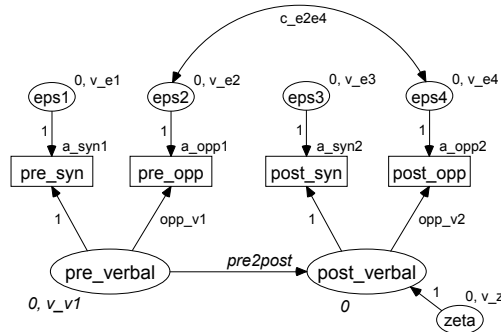 c_e2e4
0, v_e1
0, v_e2
0, v_e3
0, v_e4
eps1
eps2
eps3
eps4
1
1
1
1
a_syn1
a_opp1
a_syn2
a_opp2
pre_syn
pre_opp
post_syn
post_opp
1
opp_v1
1
opp_v2
pre2post
pre_verbal
post_verbal
0, v_v1
0
1
0, v_z
zeta